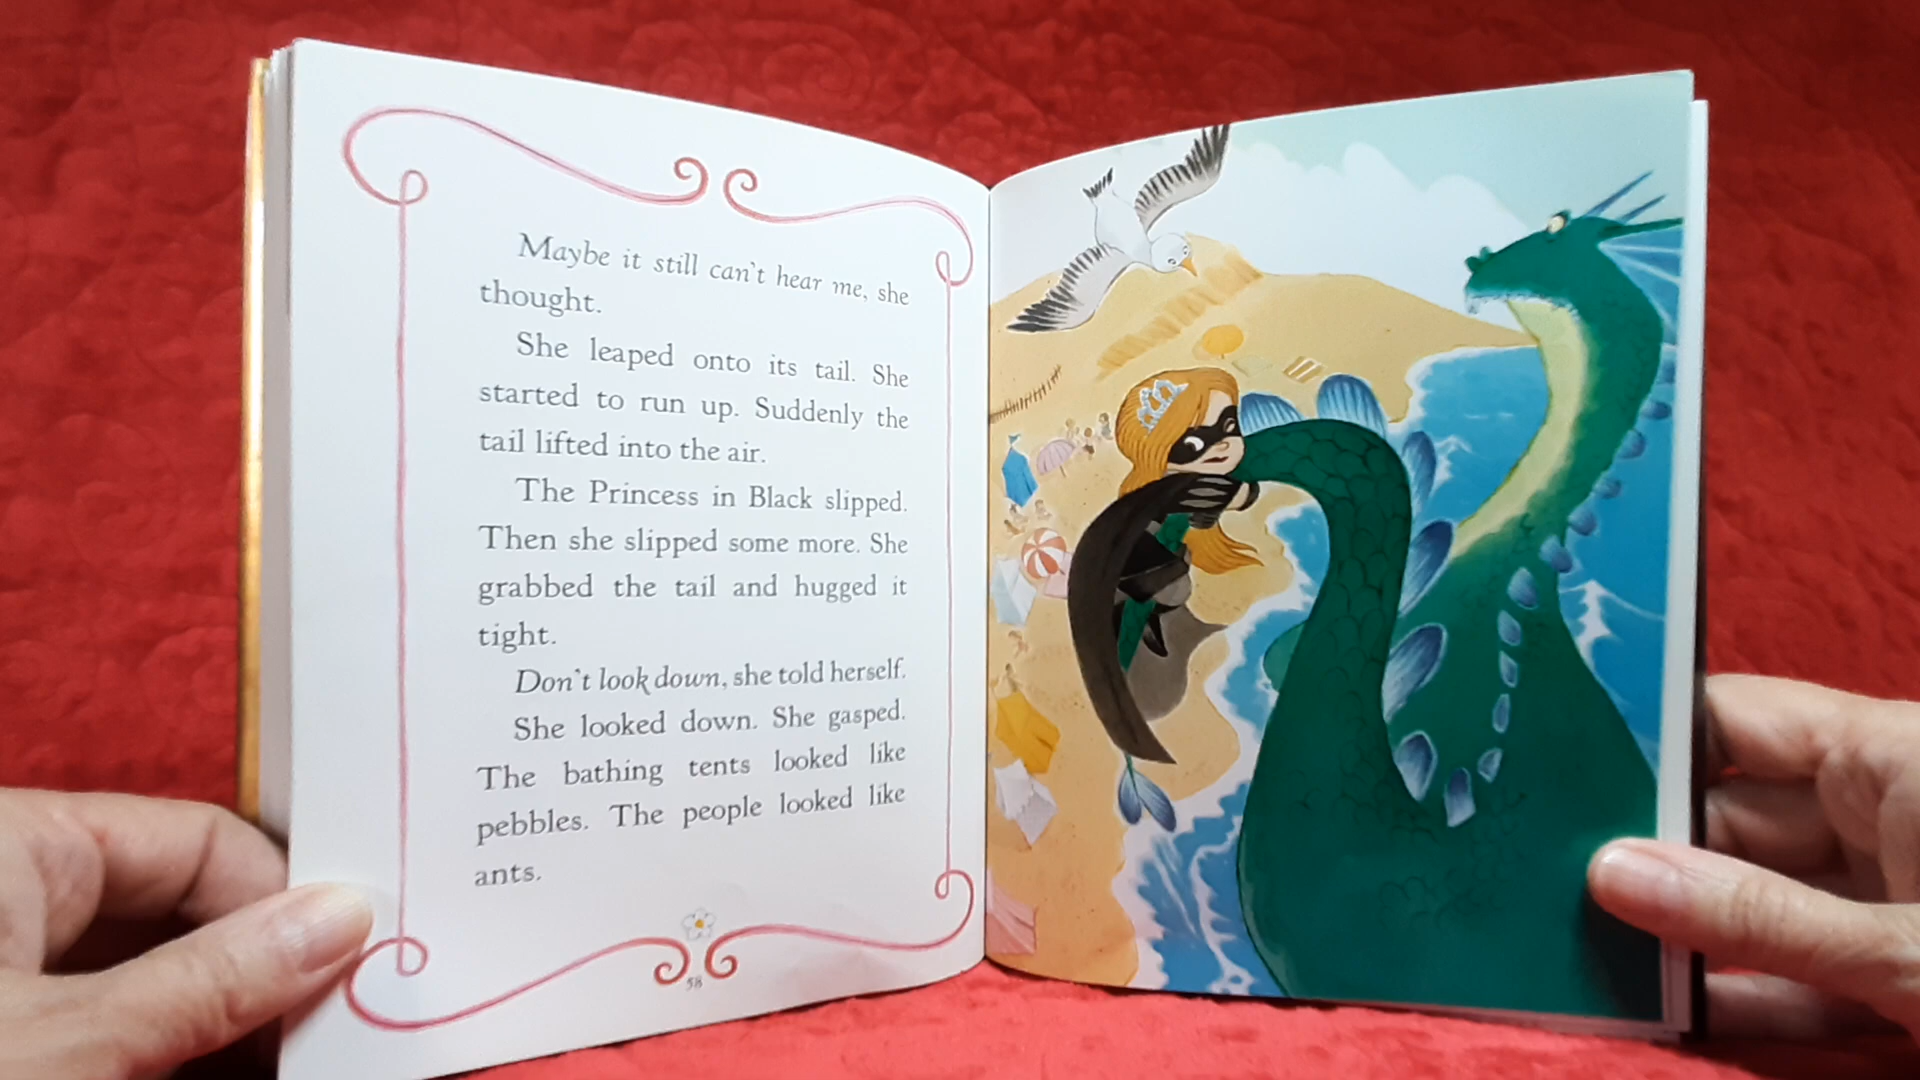 Maybe it still can't hear me, she
thought.
She leaped onto its tail. She
started to run up. Suddenly the
tail lifted into the air.
The Princess in Black slipped.
Then she slipped some more. She
grabbed the tail and hugged it
tight.
Don't look down, she told herself.
She looked down. She gasped.
The bathing tents looked like
pebbles. The people looked like
ants.
58